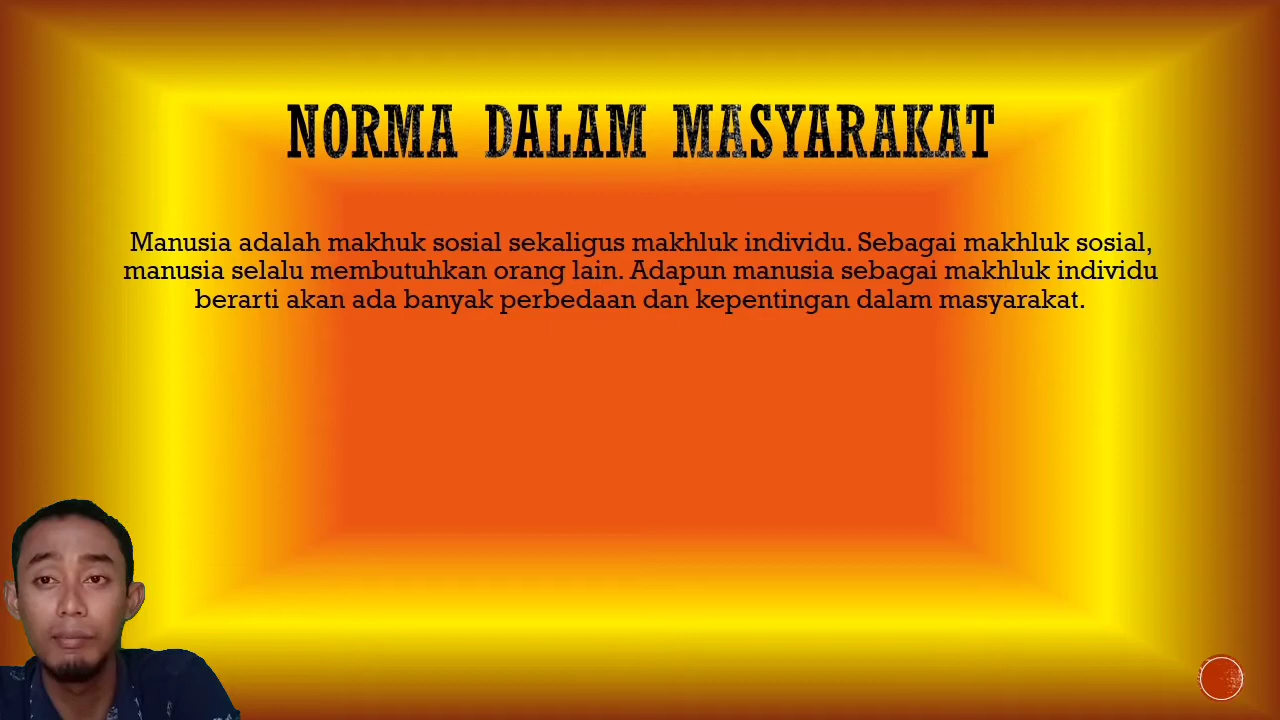 NORMA DALAM MASYARAKAT
Manusia adalah makhuk sosial sekaligus makhluk individu. Sebagai makhluk sosial,
manusia selalu membutuhkan orang lain. Adapun manusia sebagai makhluk individu
berarti akan ada banyak perbedaan dan kepentingan dalam masyarakat.